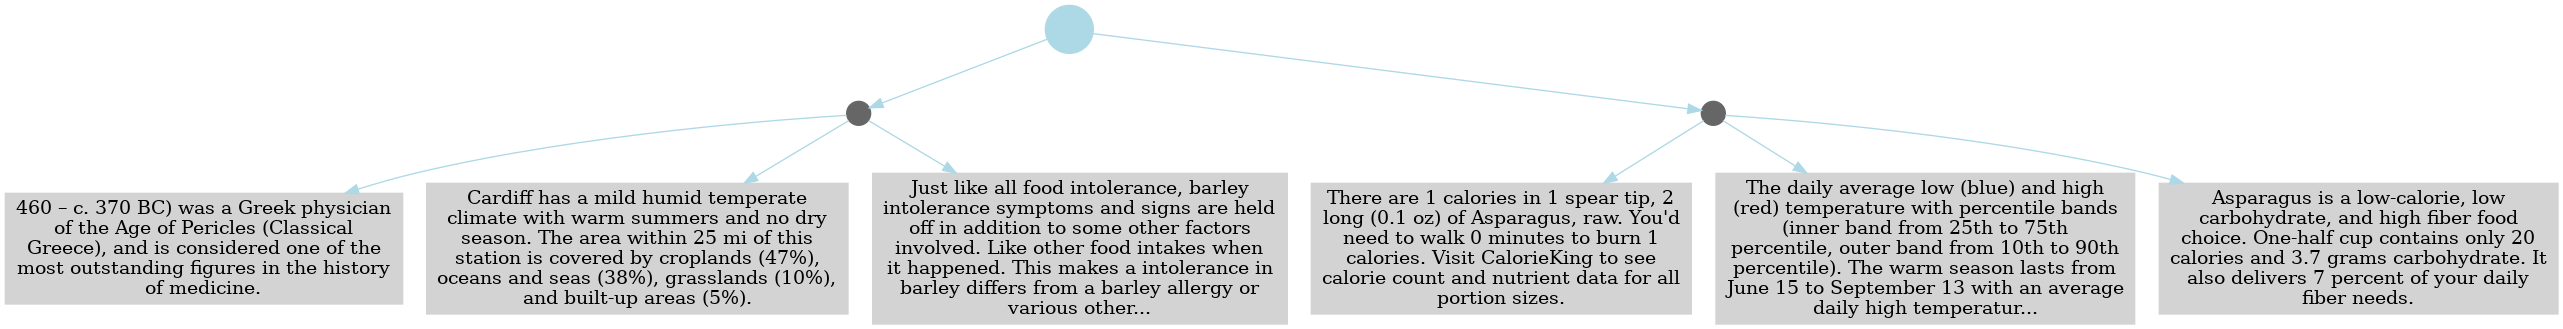 460 – c. 370 BC) was a Greek physician
of the Age of Pericles (Classical
Greece), and is considered one of the
most outstanding figures in the history
of medicine.
Cardiff has a mild humid temperate
climate with warm summers and no dry
season. The area within 25 mi of this
station is covered by croplands (47%),
oceans and seas (38%), grasslands (10%),
and built-up areas (5%).
Just like all food intolerance, barley
intolerance symptoms and signs are held
off in addition to some other factors
involved. Like other food intakes when
it happened. This makes a intolerance in
barley differs from a barley allergy or
various other...
There are 1 calories in 1 spear tip, 2
long (0.1 oz) of Asparagus, raw. You'd
need to walk 0 minutes to burn 1
calories. Visit CalorieKing to see
calorie count and nutrient data for all
portion sizes.
The daily average low (blue) and high
(red) temperature with percentile bands
(inner band from 25th to 75th
percentile, outer band from 10th to 90th
percentile). The warm season lasts from
June 15 to September 13 with an average
daily high temperatur...
Asparagus is a low-calorie, low
carbohydrate, and high fiber food
choice. One-half cup contains only 20
calories and 3.7 grams carbohydrate. It
also delivers 7 percent of your daily
fiber needs.